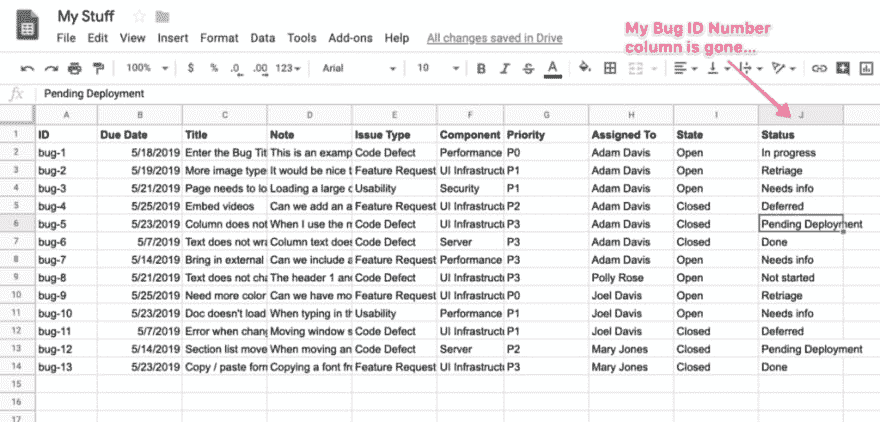 My Stuff
File Edit View Insert Format Data Tools Add-ons Help All changes saved in Drive
My Bug ID Number
column is gone...
100% $ % .0 .00 123 Arial 10 B I S A
fx Pending Deployment
A B C D E F G H I J
1 ID Due Date Title Note Issue Type Component Priority Assigned To State Status
2 bug-1 5/18/2019 Enter the Bug Tit This is an examp Code Defect Performance P0 Adam Davis Open In progress
3 bug-2 5/19/2019 More image type It would be nice t Feature Request UI Infrastructu P1 Adam Davis Open Retriage
4 bug-3 5/21/2019 Page needs to lo Loading a large c Usability Security P1 Adam Davis Open Needs info
5 bug-4 5/25/2019 Embed videos Can we add an a Feature Request UI Infrastructu P2 Adam Davis Closed Deferred
6 bug-5 5/23/2019 Column does not When I use the n Code Defect UI Infrastructu P3 Adam Davis Closed Pending Deployment
7 bug-6 5/7/2019 Text does not wra Column text does Code Defect Server P3 Adam Davis Closed Done
8 bug-7 5/14/2019 Bring in external Can we include a Feature Request Performance P3 Adam Davis Open Needs info
9 bug-8 5/21/2019 Text does not cha The header 1 and Code Defect UI Infrastructu P3 Polly Rose Open Not started
10 bug-9 5/25/2019 Need more color Can we have mo Feature Request UI Infrastructu P0 Joel Davis Open Retriage
11 bug-10 5/23/2019 Doc doesn't load When typing in th Usability Performance P1 Joel Davis Open Needs info
12 bug-11 5/7/2019 Error when chang Moving window s Code Defect UI Infrastructu P1 Joel Davis Closed Deferred
13 bug-12 5/14/2019 Section list move When moving an Code Defect Server P2 Mary Jones Closed Pending Deployment
14 bug-13 5/23/2019 Copy / paste form Copying a font fr Feature Request UI Infrastructu P3 Mary Jones Closed Done
15
16
17